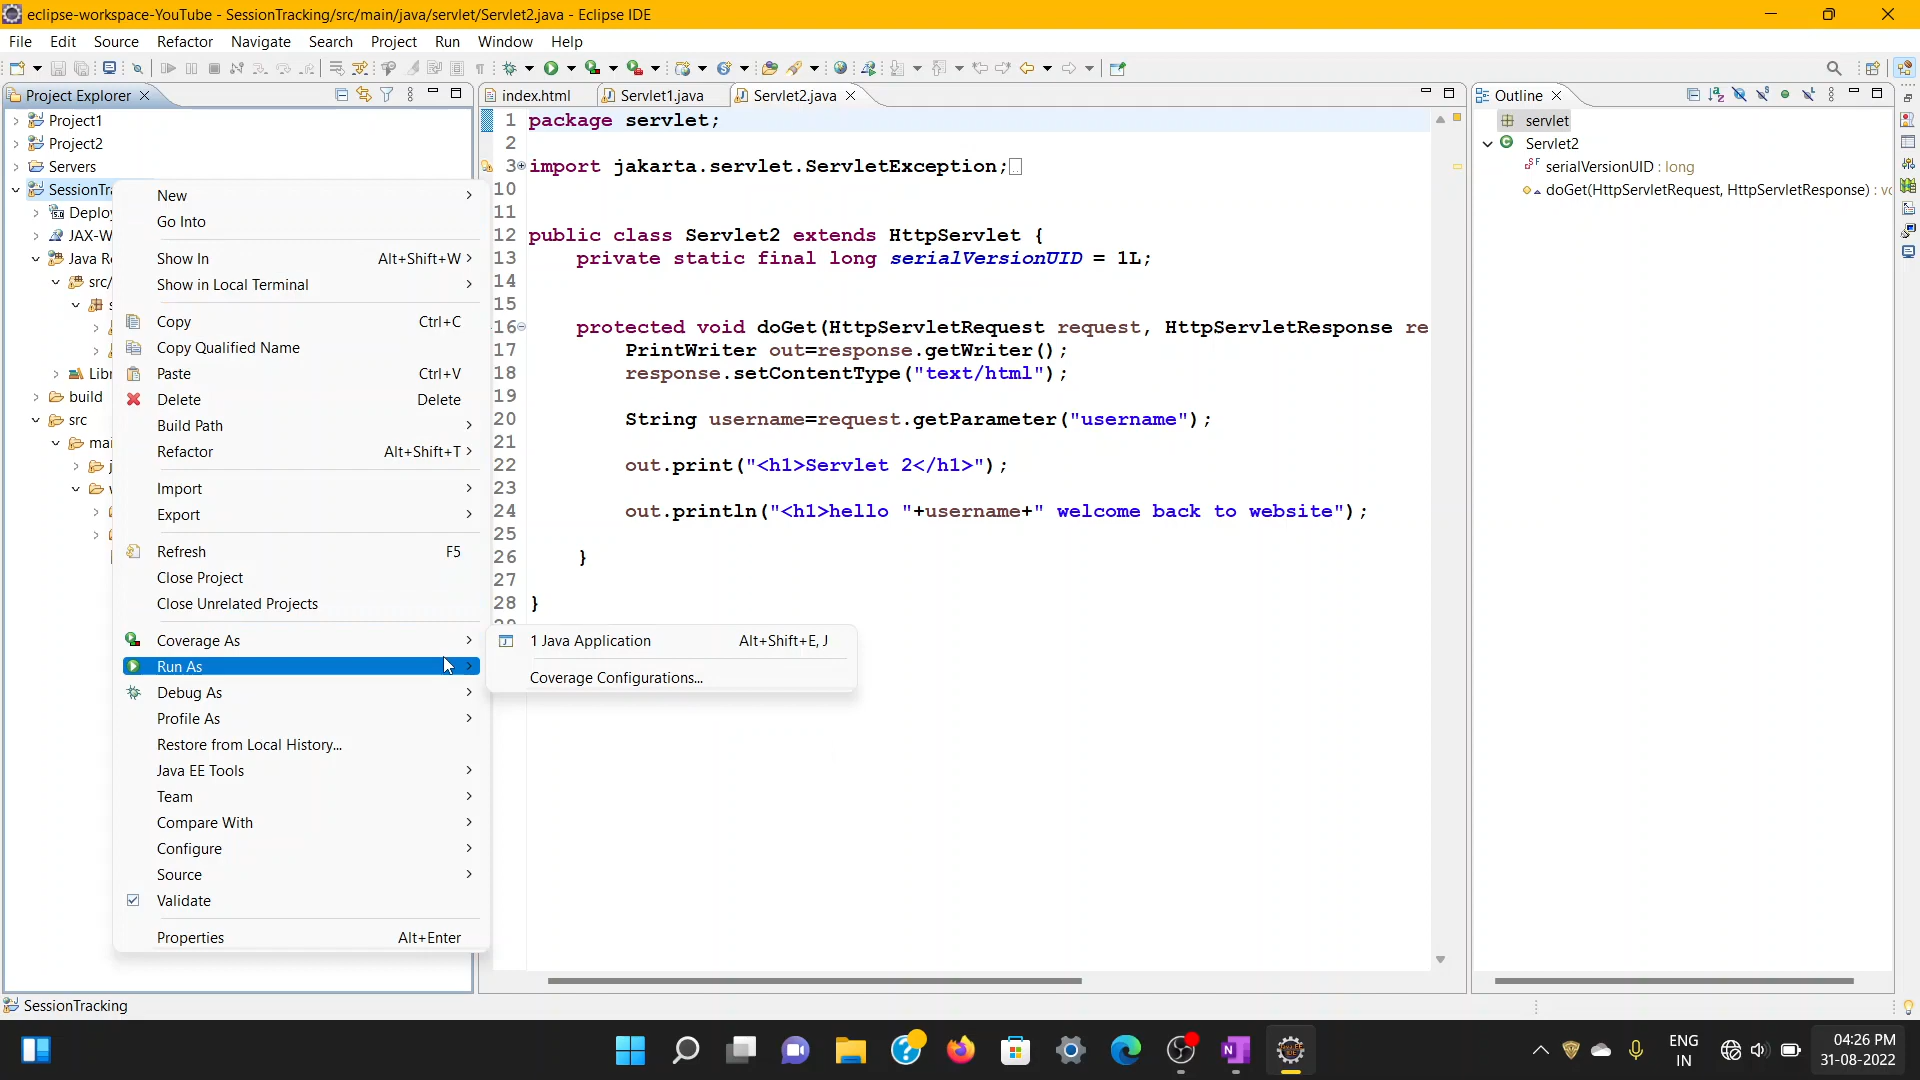 eclipse-workspace-YouTube - SessionTracking/src/main/java/servlet/Servlet2.java - Eclipse IDE
File Edit Source Refactor Navigate Search Project Run Window Help
Project Explorer
Project1
Project2
Servers
SessionTra
Deploy
JAX-W
Java R
src/
s
Libr
build
src
mai
j
New
Go Into
Show In Alt+Shift+W
Show in Local Terminal
Copy Ctrl+C
Copy Qualified Name
Paste Ctrl+V
Delete Delete
Build Path
Refactor Alt+Shift+T
Import
Export
Refresh F5
Close Project
Close Unrelated Projects
Coverage As
Run As
Debug As
Profile As
Restore from Local History...
Java EE Tools
Team
Compare With
Configure
Source
Validate
Properties Alt+Enter
1 Java Application Alt+Shift+E, J
Coverage Configurations...
index.html Servlet1.java Servlet2.java
1 package servlet;
2
3 import jakarta.servlet.ServletException;
10
11
12 public class Servlet2 extends HttpServlet {
13 private static final long serialVersionUID = 1L;
14
15
16 protected void doGet(HttpServletRequest request, HttpServletResponse re
17 PrintWriter out=response.getWriter();
18 response.setContentType("text/html");
19
20 String username=request.getParameter("username");
21
22 out.print("<h1>Servlet 2</h1>");
23
24 out.println("<h1>hello "+username+" welcome back to website");
25
26 }
27
28 }
Outline
servlet
Servlet2
serialVersionUID : long
doGet(HttpServletRequest, HttpServletResponse) : v
SessionTracking
ENG
IN
04:26 PM
31-08-2022